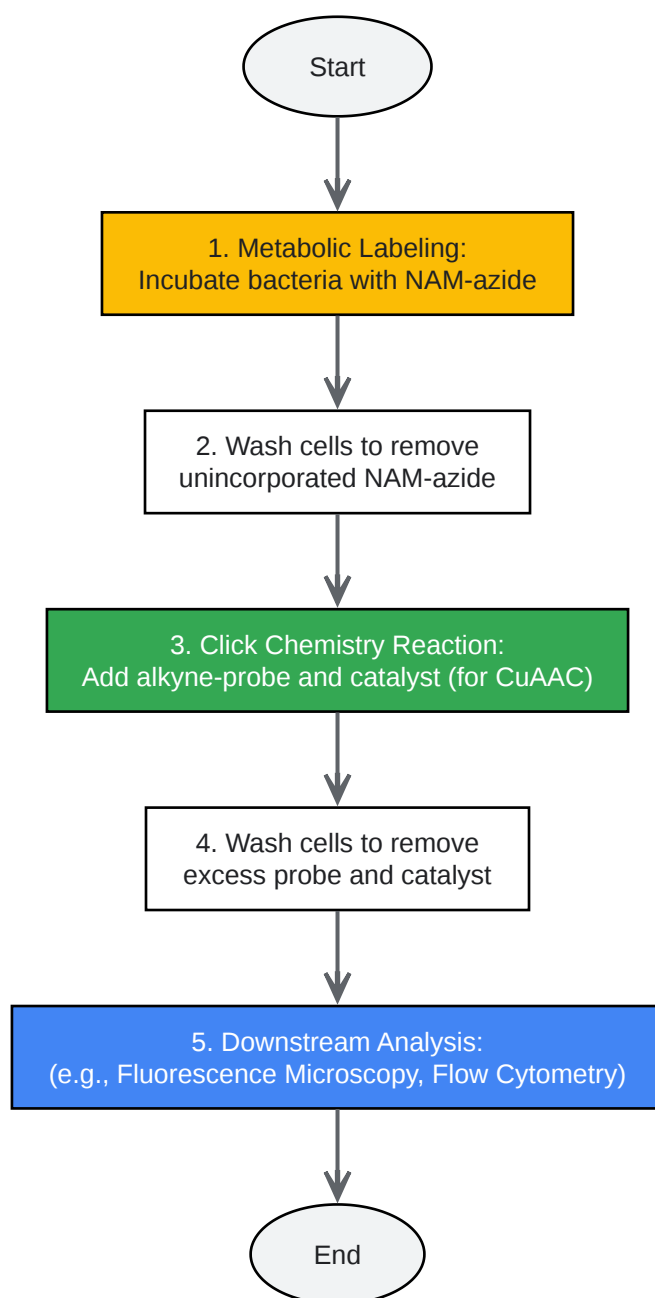 Start
1. Metabolic Labeling:
Incubate bacteria with NAM-azide
2. Wash cells to remove
unincorporated NAM-azide
3. Click Chemistry Reaction:
Add alkyne-probe and catalyst (for CuAAC)
4. Wash cells to remove
excess probe and catalyst
5. Downstream Analysis:
(e.g., Fluorescence Microscopy, Flow Cytometry)
End